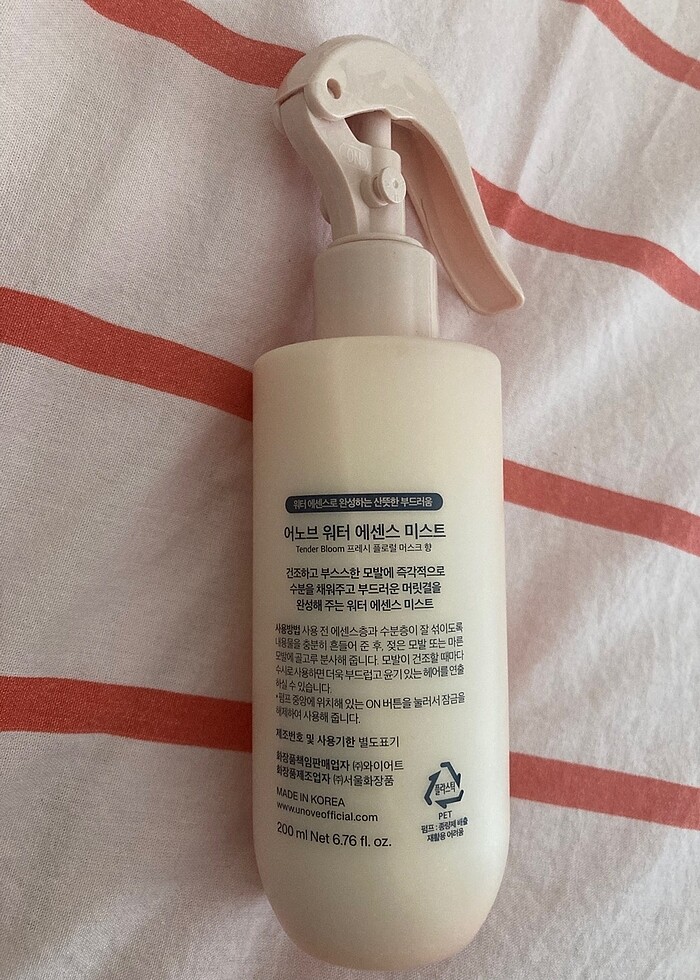 워터 에센스로 완성하는 산뜻한 부드러움
어노브 워터 에센스 미스트
Tender Bloom 프레시 플로럴 머스크 향
건조하고 부스스한 모발에 즉각적으로
수분을 채워주고 부드러운 머릿결을
완성해 주는 워터 에센스 미스트
사용방법 사용 전 에센스층과 수분층이 잘 섞이도록
내용물을 충분히 흔들어 준 후, 젖은 모발 또는 마른
모발에 골고루 분사해 줍니다. 모발이 건조할 때마다
수시로 사용하면 더욱 부드럽고 윤기 있는 헤어를 연출
하실 수 있습니다.
*펌프 중앙에 위치해 있는 ON 버튼을 눌러서 잠금을
해제하여 사용해 줍니다.
제조번호 및 사용기한 별도표기
화장품책임판매업자 ㈜와이어트
화장품제조업자 ㈜서울화장품
MADE IN KOREA
www.unoveofficial.com
200 ml Net 6.76 fl. oz.
플라스틱
PET
펌프 : 종량제 배출
재활용 어려움